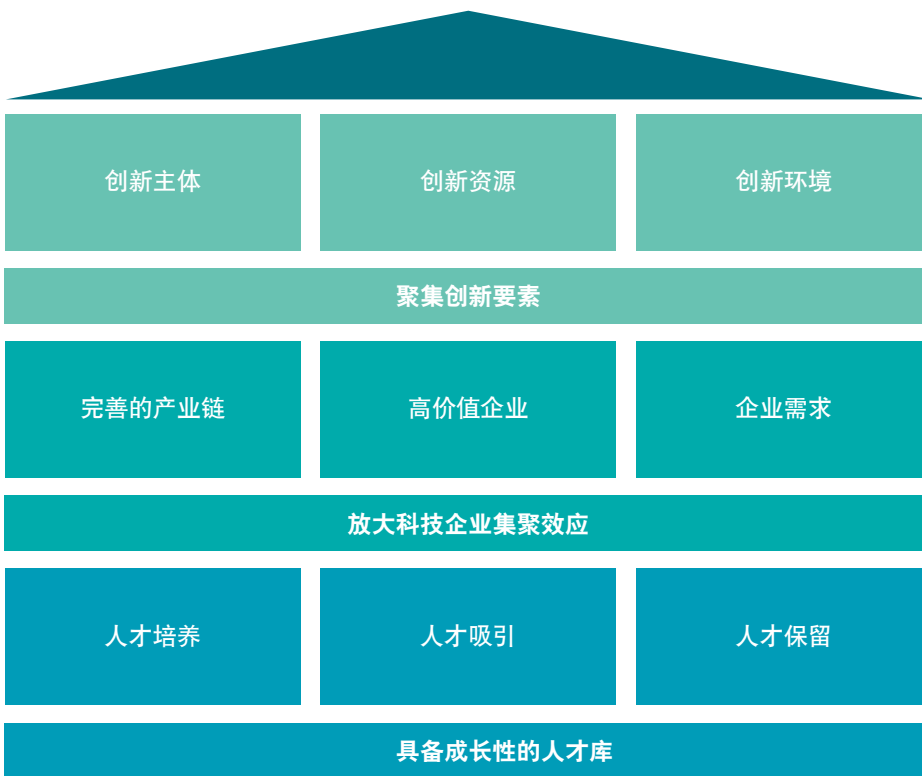 创新主体
创新资源
创新环境
聚集创新要素
完善的产业链
高价值企业
企业需求
放大科技企业集聚效应
人才培养
人才吸引
人才保留
具备成长性的人才库